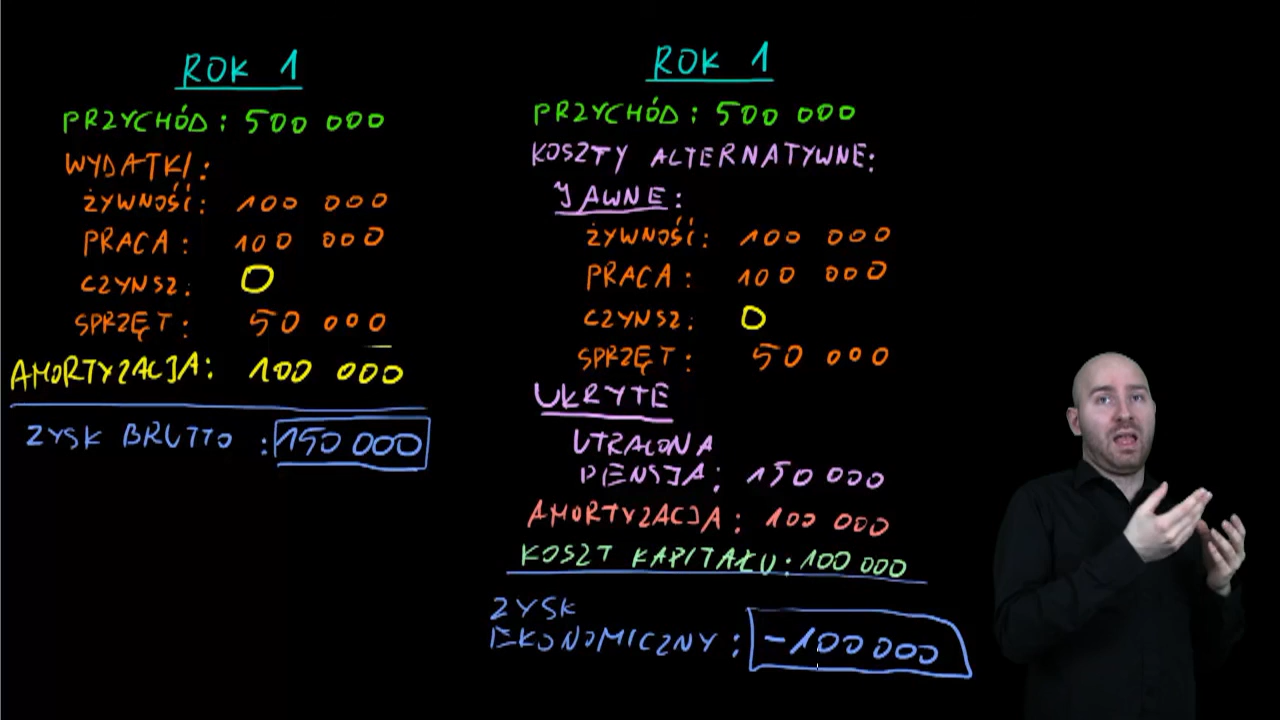 ROK 1
PRZYCHÓD: 500 000
WYDATKI:
ŻYWNOŚĆ: 100 000
PRACA: 100 000
CZYNSZ: 0
SPRZĘT: 50 000
AMORTYZACJA: 100 000
ZYSK BRUTTO: 150 000
ROK 1
PRZYCHÓD: 500 000
KOSZTY ALTERNATYWNE:
JAWNE:
ŻYWNOŚĆ: 100 000
PRACA: 100 000
CZYNSZ: 0
SPRZĘT: 50 000
UKRYTE
UTRACONA
PENSJA: 150 000
AMORTYZACJA: 100 000
KOSZT KAPITAŁU: 100 000
ZYSK
EKONOMICZNY: -100 000